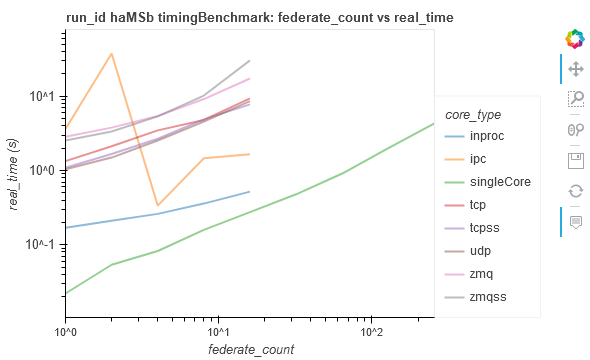 run_id haMSb timingBenchmark: federate_count vs real_time
real_time (s)
10^1
10^0
10^-1
10^0
10^1
10^2
federate_count
core_type
inproc
ipc
singleCore
tcp
tcpss
udp
zmq
zmqss